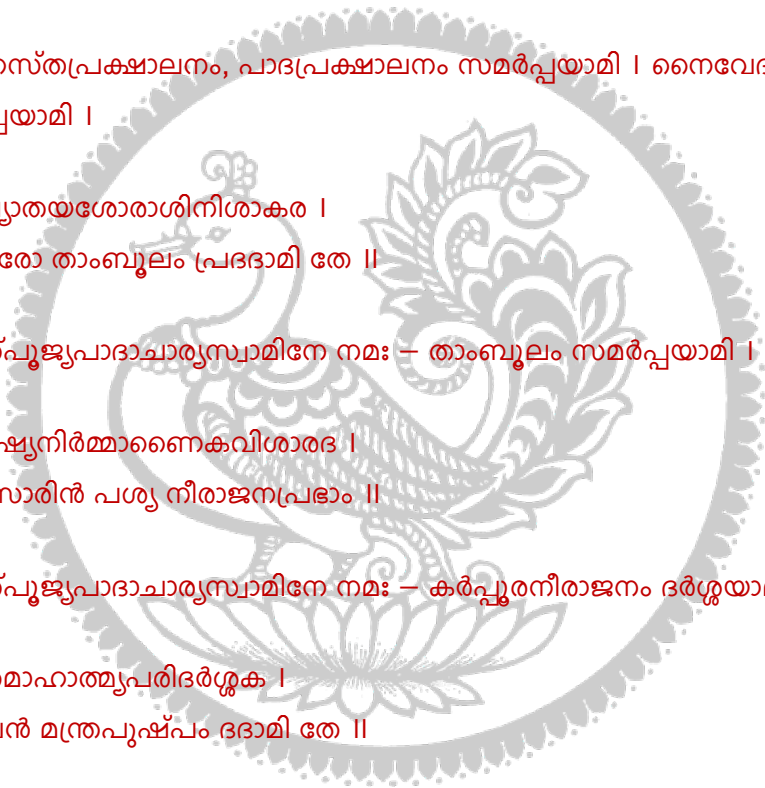 സ്തപ്രക്ഷാലനം, പാദപ്രക്ഷാലനം സമർപ്പയാമി । നൈവേദ
പയാമി ।
ാതയശോരാശിനിശാകര ।
രോ താംബൂലം പ്രദദാമി തേ ॥
പൂജ്യപാദാചാര്യസ്വാമിനേ നമഃ – താംബൂലം സമർപ്പയാമി ।
ഷ്യനിർമ്മാണൈകവിശാരദ ।
സാരിൻ പശ്യ നീരാജനപ്രഭാം ॥
പൂജ്യപാദാചാര്യസ്വാമിനേ നമഃ – കർപ്പൂരനീരാജനം ദർശ്ശയാമ
മാഹാത്മ്യപരിദർശ്ശക ।
ൻ മന്ത്രപുഷ്പം ദദാമി തേ ॥